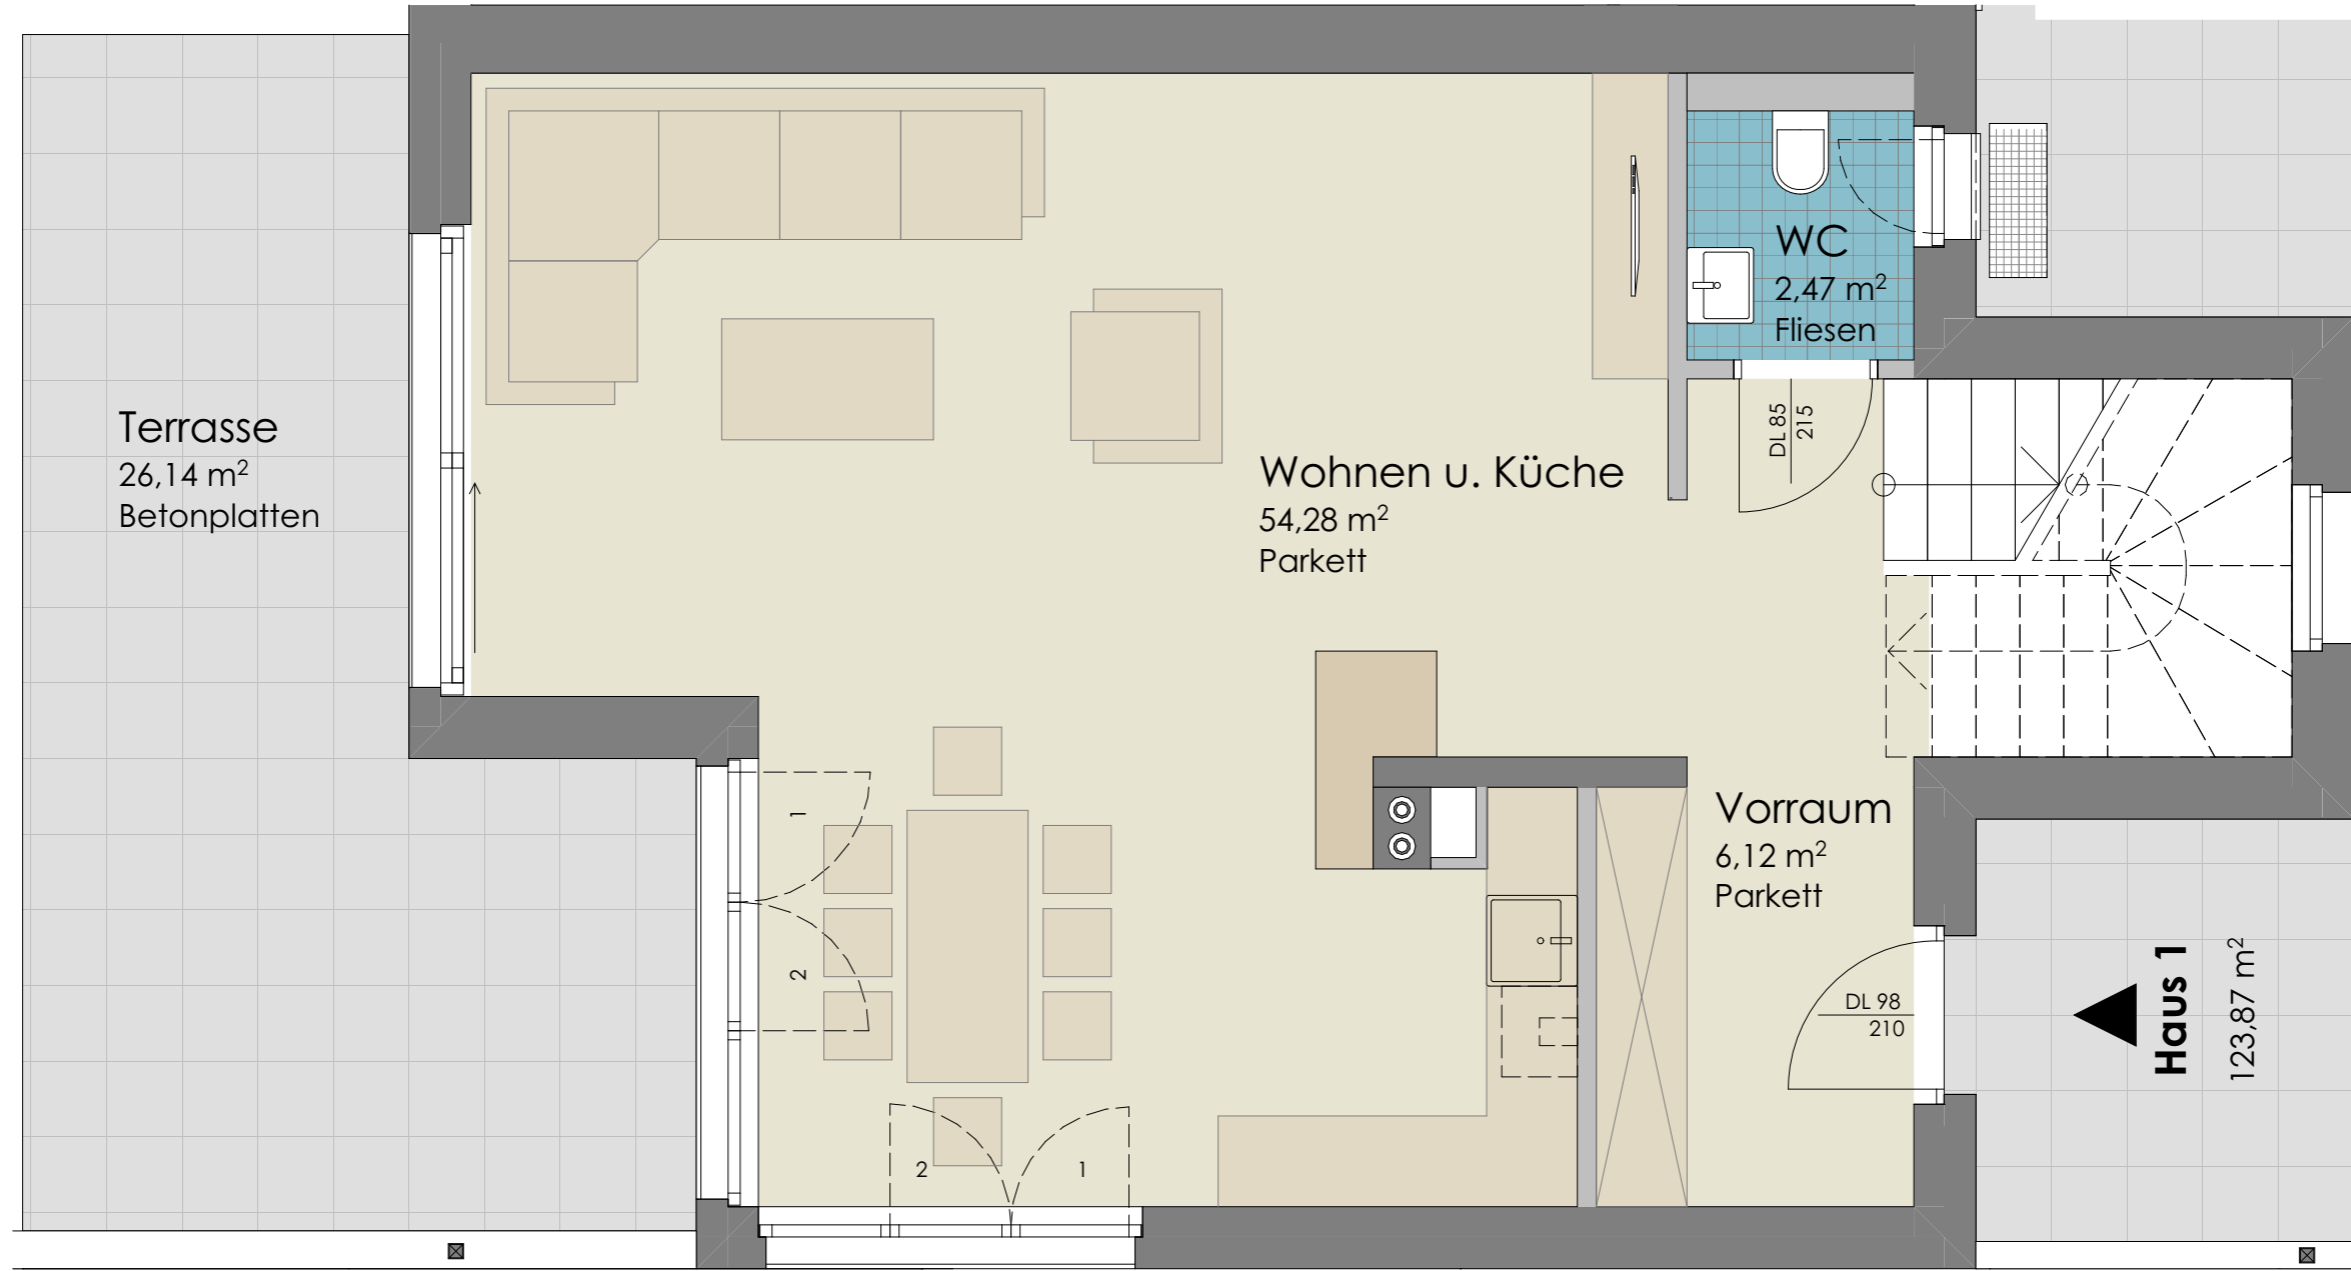 Terrasse
26,14 m²
Betonplatten
WC
2,47 m²
Fliesen
DL 85
215
Wohnen u. Küche
54,28 m²
Parkett
Vorraum
6,12 m²
Parkett
1
2
DL 98
210
Haus 1
123,87 m²
2
1